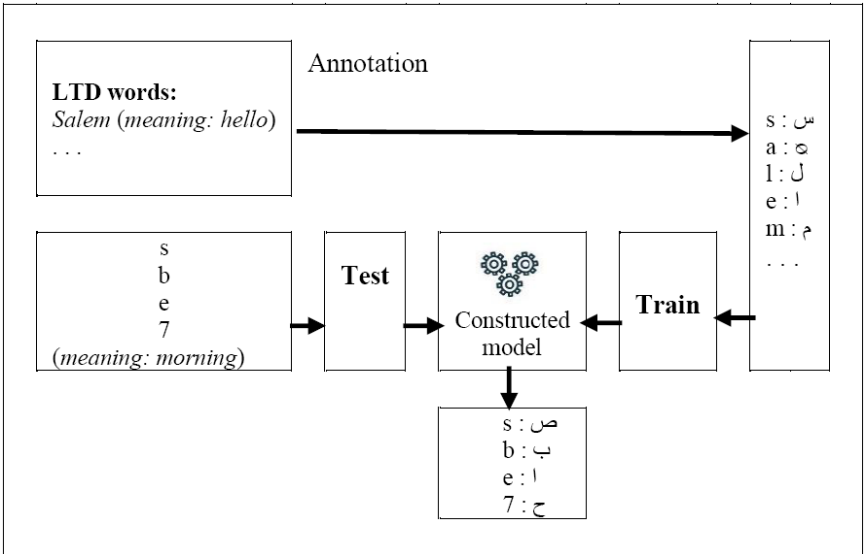 Annotation
LTD words:
Salem (meaning: hello)
. . .
s : س
a : ø
l : ل
e : ا
m : م
. . .
s
b
e
7
(meaning: morning)
Test
Constructed
model
Train
s : ص
b : ب
e : ا
7 : ح